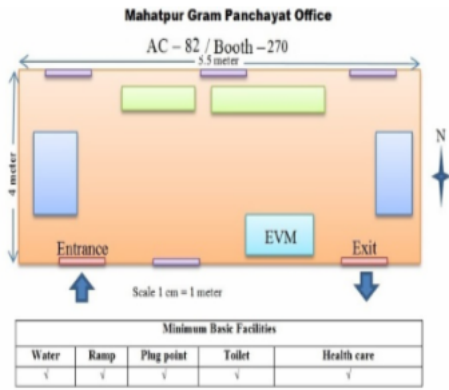 Mahatpur Gram Panchayat Office
AC – 82 / Booth – 270
5.5 meter
4 meter
N
EVM
Entrance
Exit
Scale 1 cm = 1 meter
Minimum Basic Facilities
Water Ramp Plug point Toilet Health care
√ √ √ √ √